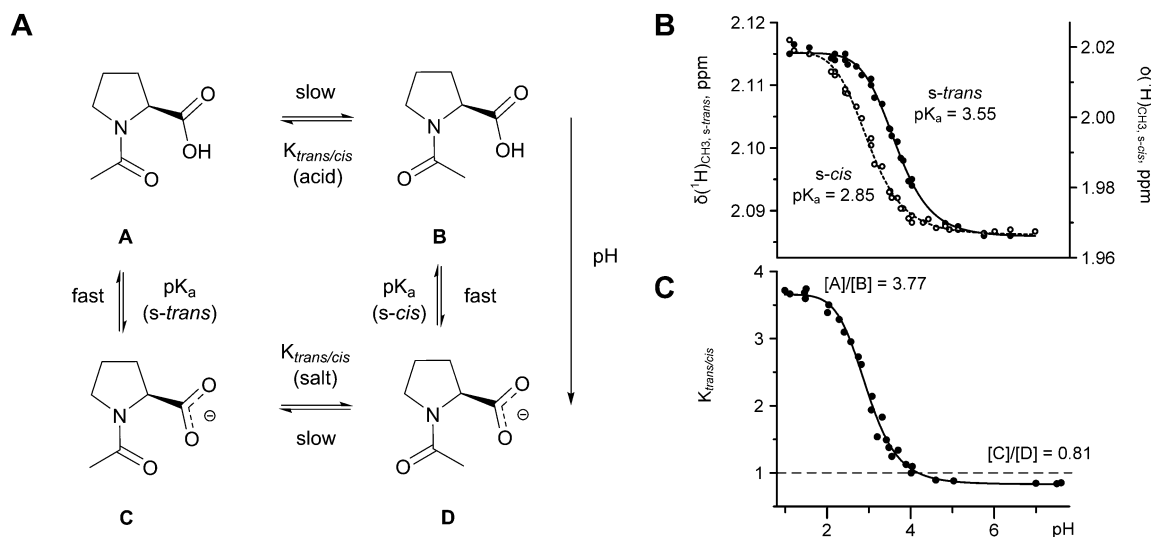 A
N
O
OH
O
slow
K trans/cis
(acid)
N
O
OH
O
A
B
fast
pKa
(s-trans)
pKa
(s-cis)
fast
pH
N
O
O
⊖
O
K trans/cis
(salt)
slow
N
O
O
⊖
O
C
D
B
2.12
2.11
2.10
2.09
δ(¹H)CH3, s-trans, ppm
s-trans
pKa = 3.55
s-cis
pKa = 2.85
2.02
2.00
1.98
1.96
δ(¹H)CH3, s-cis, ppm
C
4
3
2
1
K trans/cis
[A]/[B] = 3.77
[C]/[D] = 0.81
2
4
6
pH